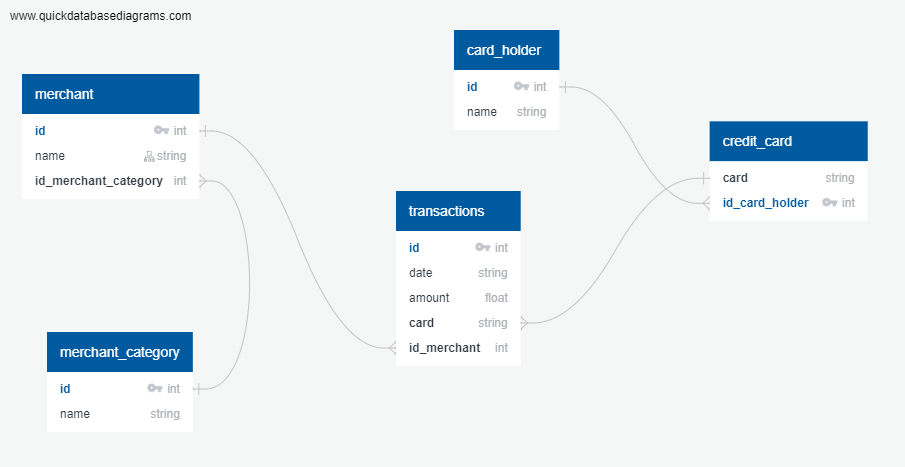 www.quickdatabasediagrams.com
card_holder
id int
name string
merchant
id int
name string
id_merchant_category int
credit_card
card string
id_card_holder int
transactions
id int
date string
amount float
card string
id_merchant int
merchant_category
id int
name string